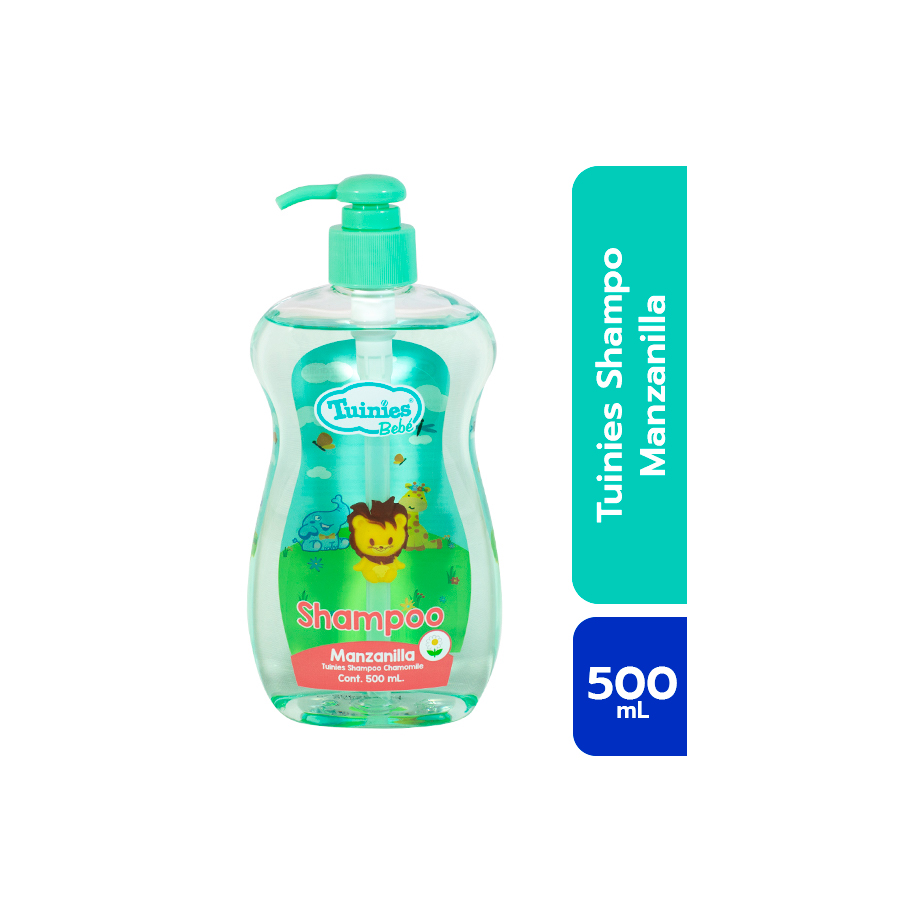 Tuinies
Bebé
Shampoo
Manzanilla
Tuinies Shampoo Chamomile
Cont. 500 mL.
Tuinies Shampo
Manzanilla
500
mL